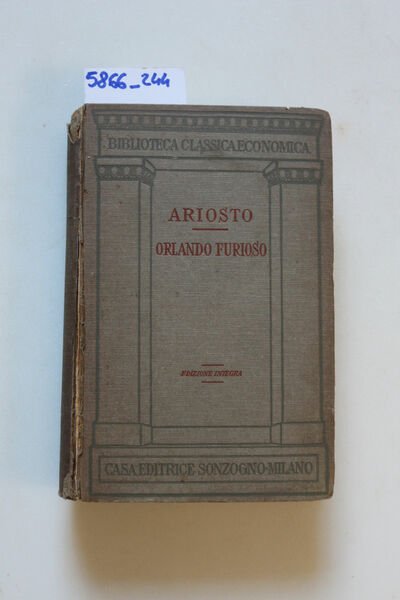 5866_244
BIBLIOTECA CLASSICA ECONOMICA
ARIOSTO
ORLANDO FURIOSO
EDIZIONE INTEGRA
CASA EDITRICE SONZOGNO-MILANO